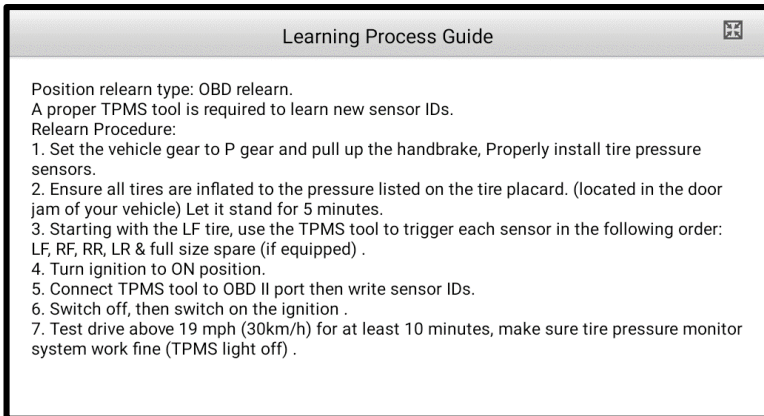 Learning Process Guide
Position relearn type: OBD relearn.
A proper TPMS tool is required to learn new sensor IDs.
Relearn Procedure:
1. Set the vehicle gear to P gear and pull up the handbrake, Properly install tire pressure
sensors.
2. Ensure all tires are inflated to the pressure listed on the tire placard. (located in the door
jam of your vehicle) Let it stand for 5 minutes.
3. Starting with the LF tire, use the TPMS tool to trigger each sensor in the following order:
LF, RF, RR, LR & full size spare (if equipped) .
4. Turn ignition to ON position.
5. Connect TPMS tool to OBD II port then write sensor IDs.
6. Switch off, then switch on the ignition .
7. Test drive above 19 mph (30km/h) for at least 10 minutes, make sure tire pressure monitor
system work fine (TPMS light off) .